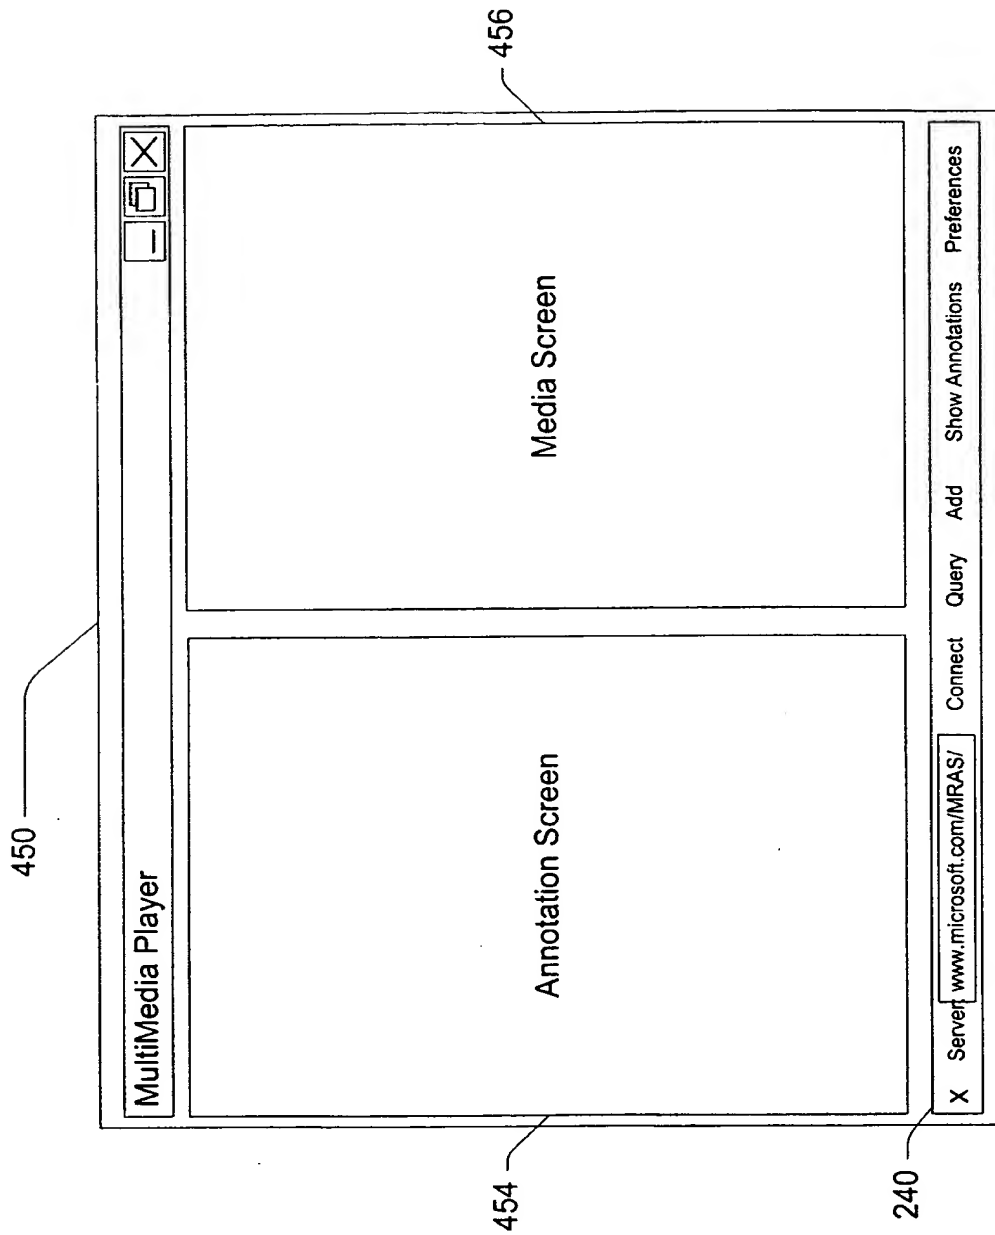 450
MultiMedia Player
454
Annotation Screen
Media Screen
456
240
X Server www.microsoft.com/MRAS/ Connect Query Add Show Annotations Preferences